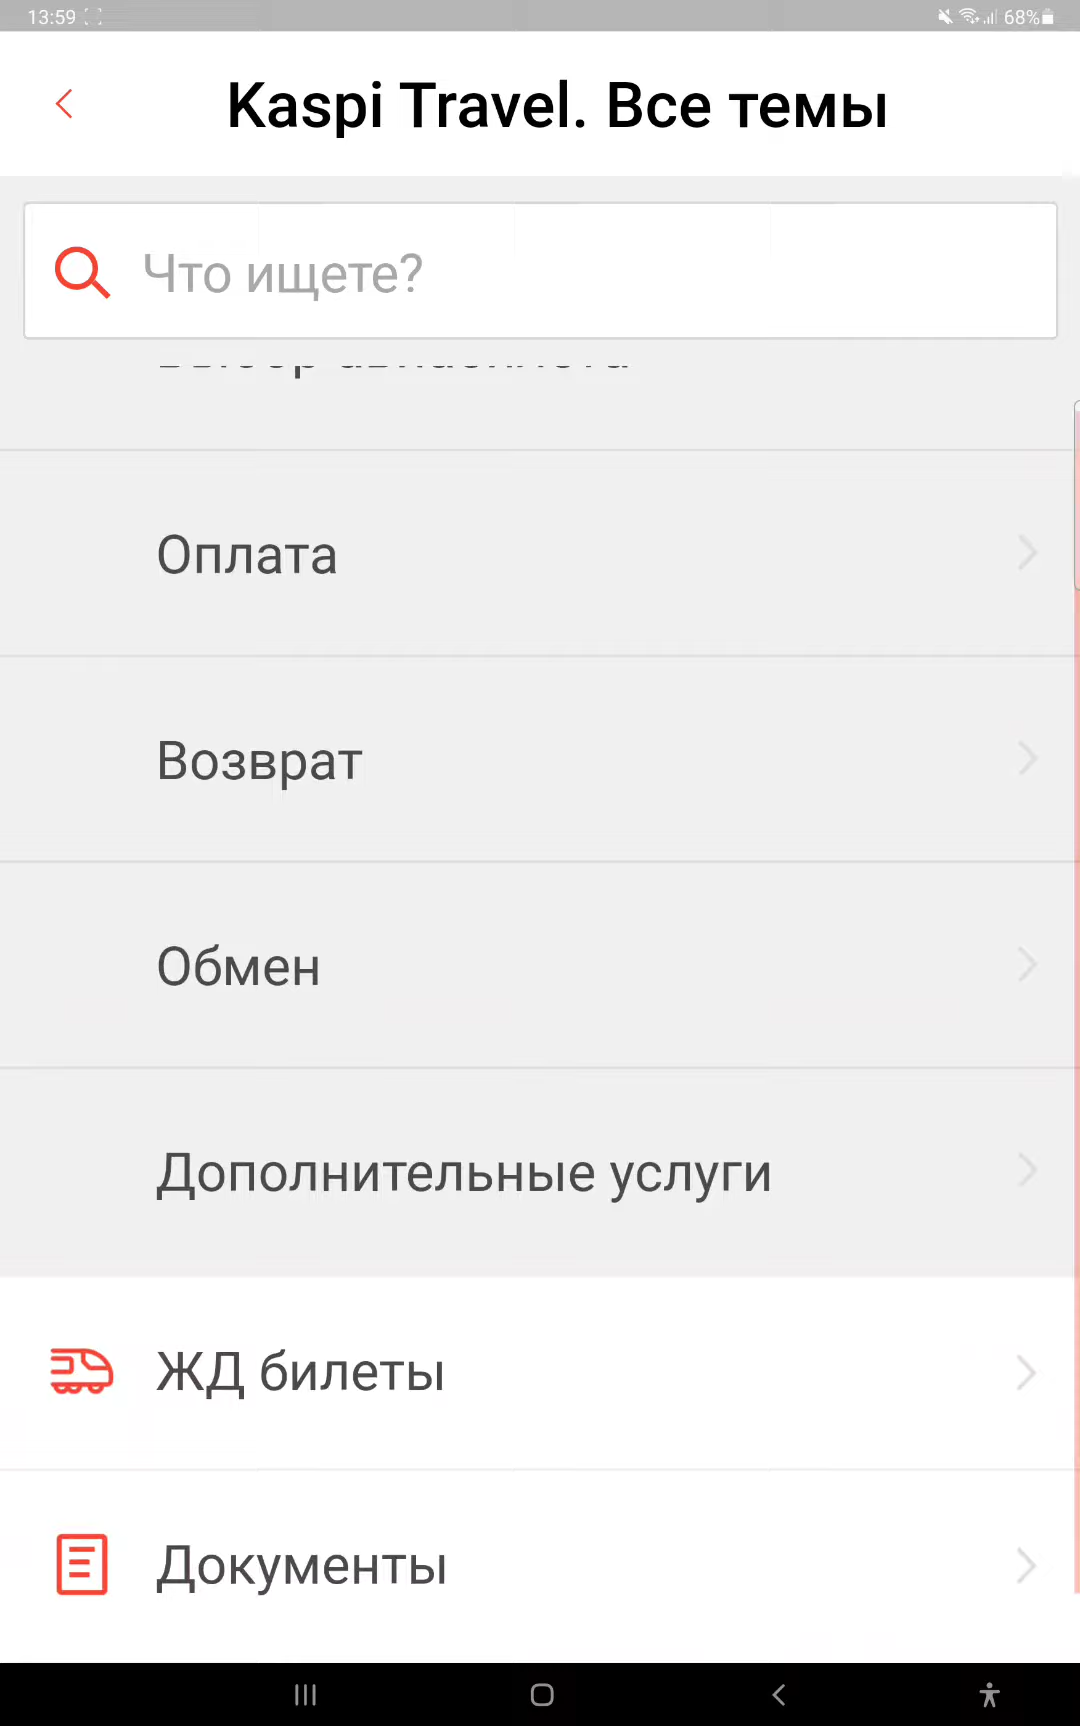 13:59
68%
Kaspi Travel. Все темы
Что ищете?
Оплата
Возврат
Обмен
Дополнительные услуги
ЖД билеты
Документы